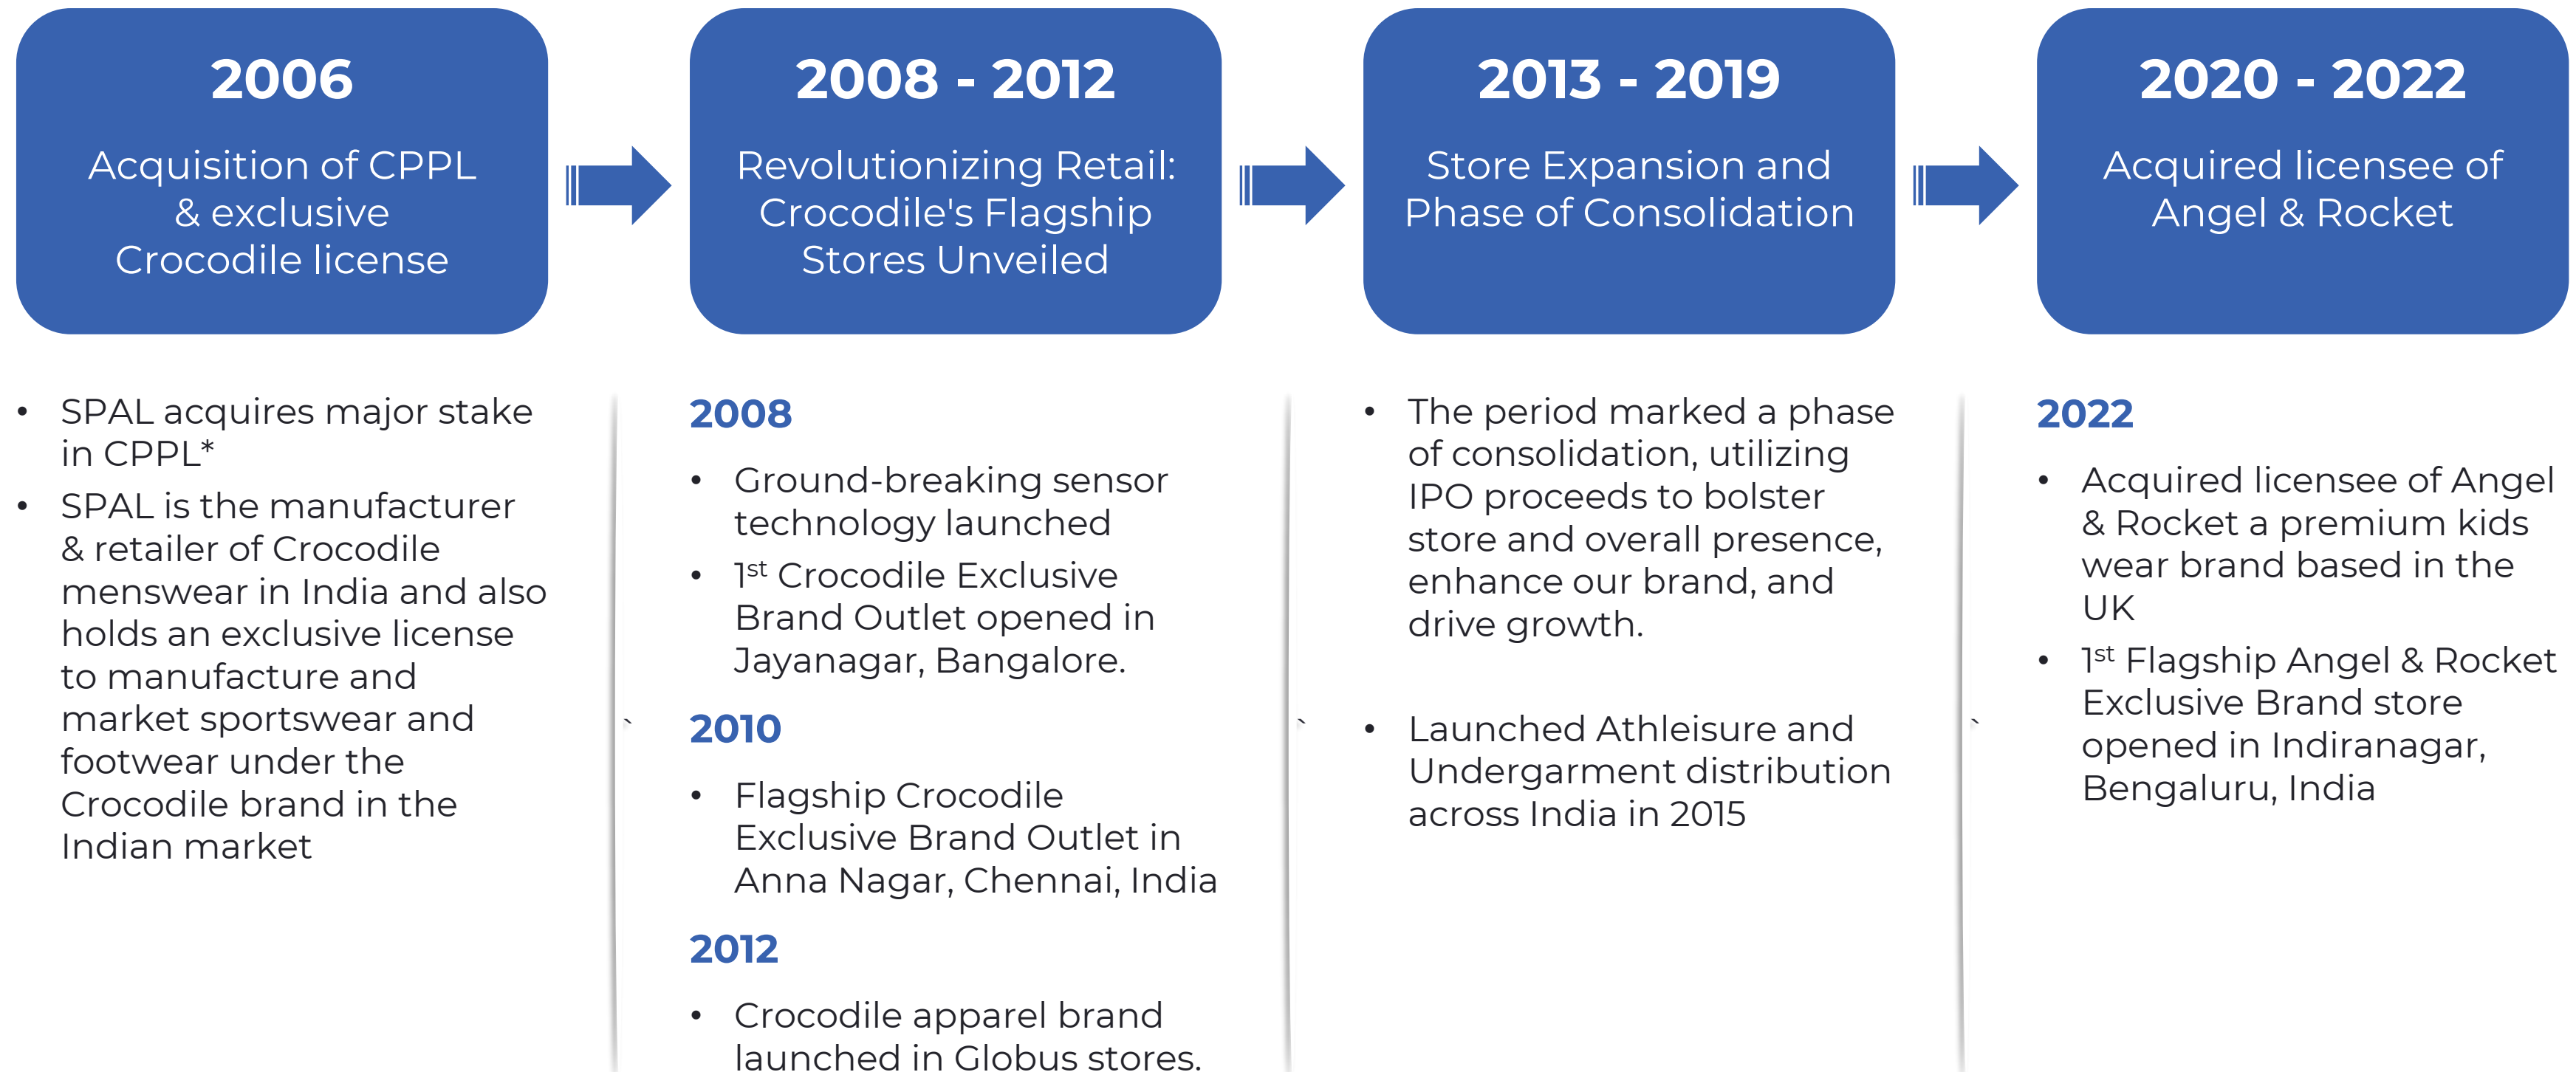 2006
Acquisition of CPPL
& exclusive
Crocodile license
2008 - 2012
Revolutionizing Retail:
Crocodile's Flagship
Stores Unveiled
2013 - 2019
Store Expansion and
Phase of Consolidation
2020 - 2022
Acquired licensee of
Angel & Rocket
• SPAL acquires major stake
in CPPL*
• SPAL is the manufacturer
& retailer of Crocodile
menswear in India and also
holds an exclusive license
to manufacture and
market sportswear and
footwear under the
Crocodile brand in the
Indian market
`
2008
• Ground-breaking sensor
technology launched
• 1st Crocodile Exclusive
Brand Outlet opened in
Jayanagar, Bangalore.
2010
• Flagship Crocodile
Exclusive Brand Outlet in
Anna Nagar, Chennai, India
2012
• Crocodile apparel brand
launched in Globus stores.
`
• The period marked a phase
of consolidation, utilizing
IPO proceeds to bolster
store and overall presence,
enhance our brand, and
drive growth.
• Launched Athleisure and
Undergarment distribution
across India in 2015
`
2022
• Acquired licensee of Angel
& Rocket a premium kids
wear brand based in the
UK
• 1st Flagship Angel & Rocket
Exclusive Brand store
opened in Indiranagar,
Bengaluru, India